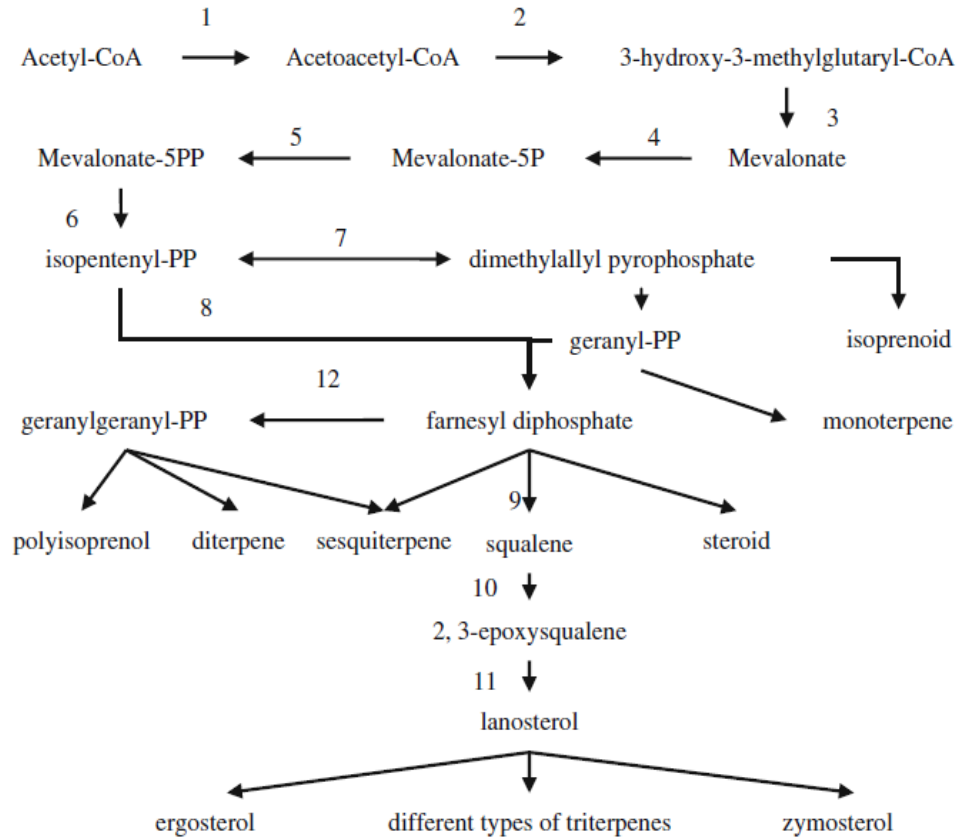 1 2
Acetyl-CoA Acetoacetyl-CoA 3-hydroxy-3-methylglutaryl-CoA
3
5 4
Mevalonate-5PP Mevalonate-5P Mevalonate
6
7
isopentenyl-PP dimethylallyl pyrophosphate
8
geranyl-PP isoprenoid
12
geranylgeranyl-PP farnesyl diphosphate monoterpene
9
polyisoprenol diterpene sesquiterpene squalene steroid
10
2, 3-epoxysqualene
11
lanosterol
ergosterol different types of triterpenes zymosterol